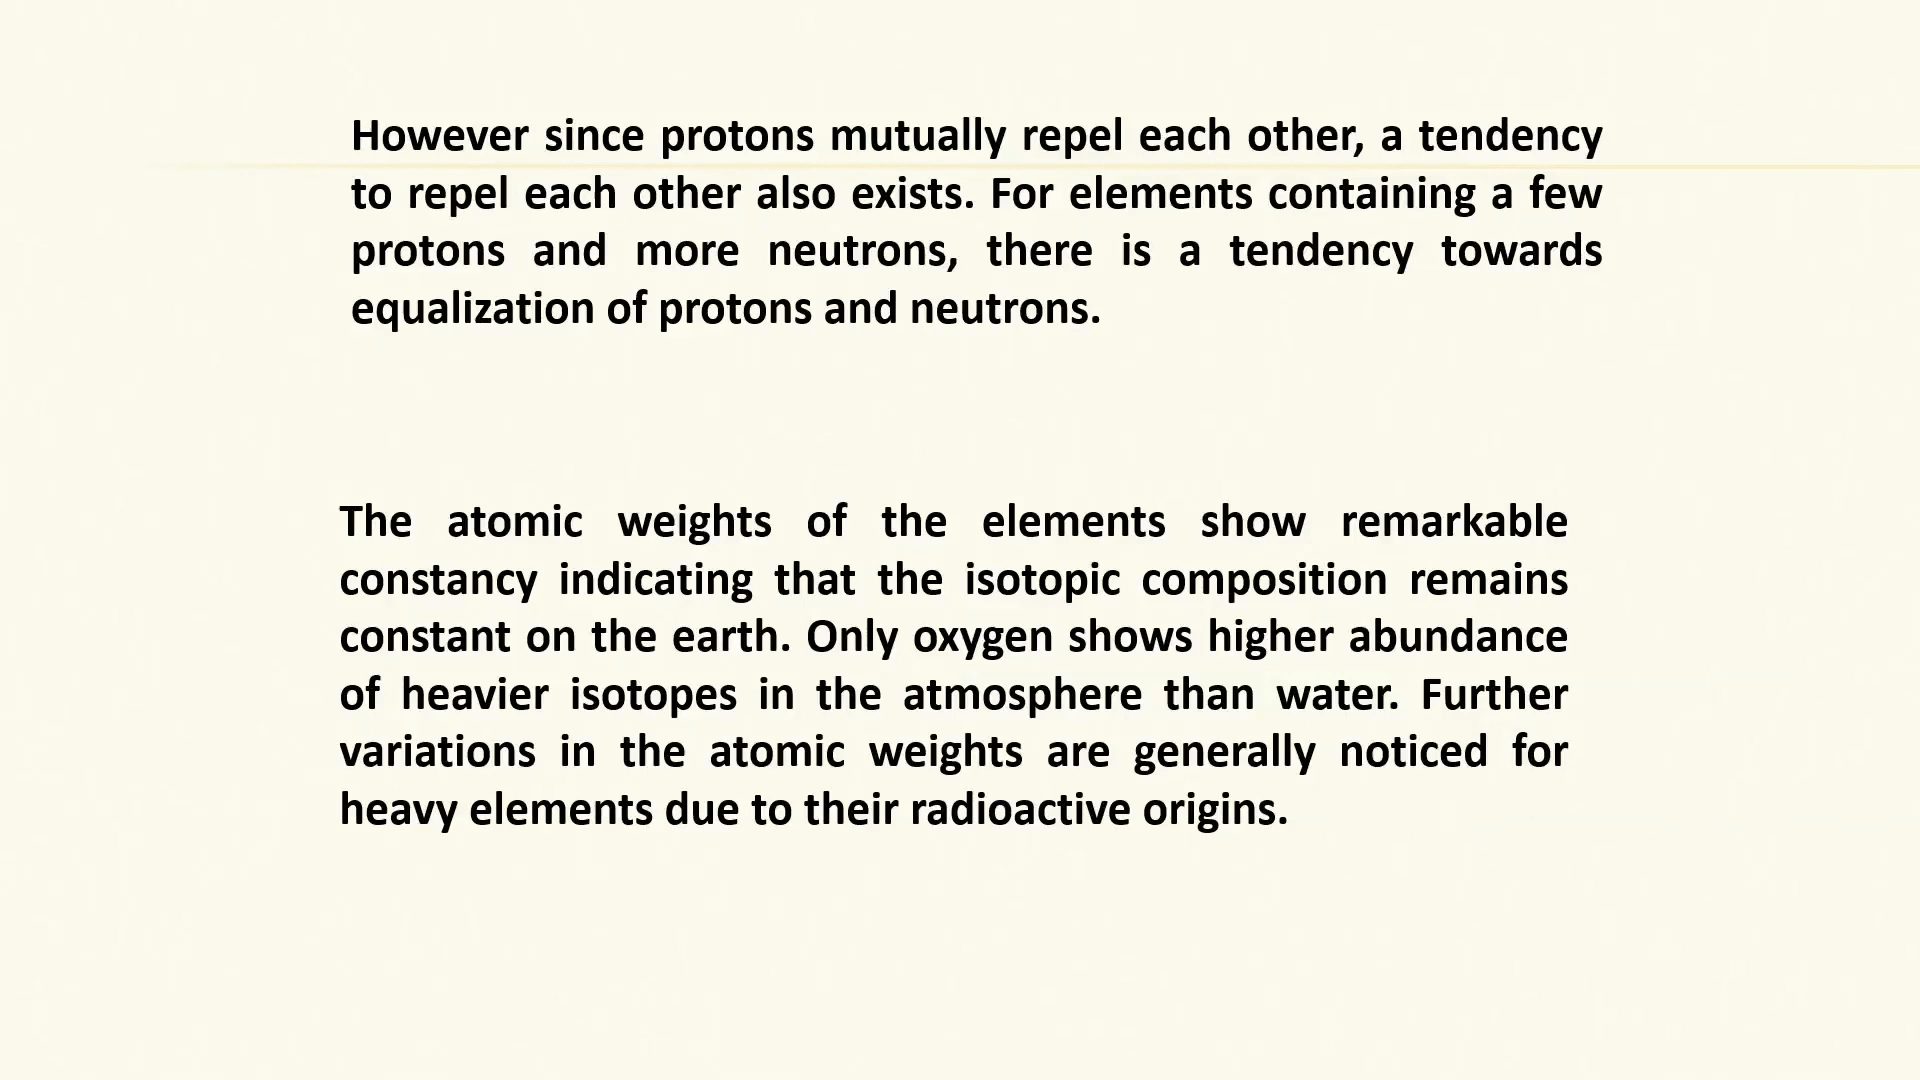 However since protons mutually repel each other, a tendency
to repel each other also exists. For elements containing a few
protons and more neutrons, there is a tendency towards
equalization of protons and neutrons.
The atomic weights of the elements show remarkable
constancy indicating that the isotopic composition remains
constant on the earth. Only oxygen shows higher abundance
of heavier isotopes in the atmosphere than water. Further
variations in the atomic weights are generally noticed for
heavy elements due to their radioactive origins.